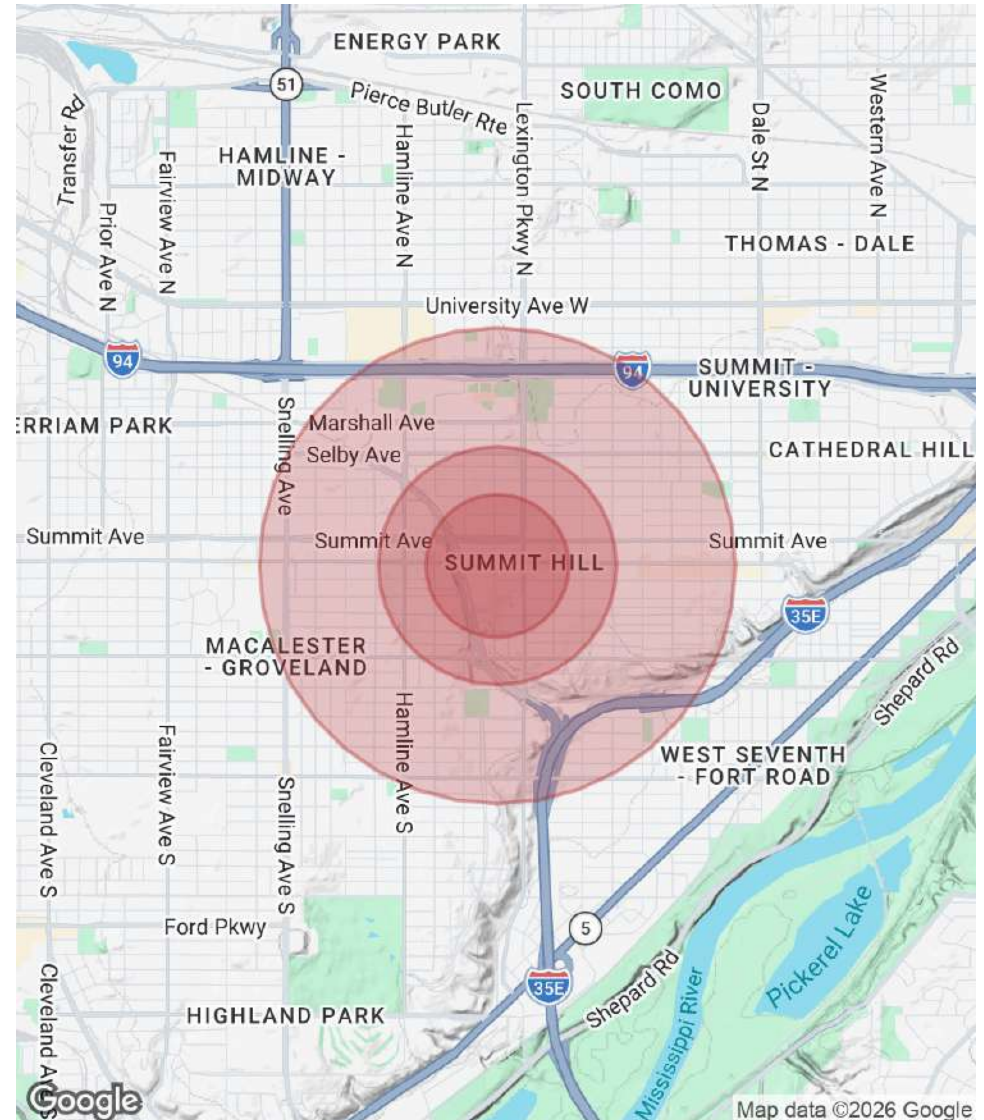 ENERGY PARK
51
SOUTH COMO
Pierce Butler Rte
Transfer Rd
Fairview Ave N
HAMLINE -
MIDWAY
Hamline Ave N
Lexington Pkwy N
Dale St N
Western Ave N
Prior Ave N
THOMAS - DALE
University Ave W
94
94
SUMMIT -
UNIVERSITY
ERRIAM PARK
Snelling Ave
Marshall Ave
Selby Ave
CATHEDRAL HILL
Summit Ave
Summit Ave
Summit Ave
SUMMIT HILL
35E
MACALESTER
- GROVELAND
Shepard Rd
Hamline Ave S
Cleveland Ave S
Fairview Ave S
Snelling Ave S
WEST SEVENTH
- FORT ROAD
Ford Pkwy
5
Pickerel Lake
Cleveland Ave S
35E
Shepard Rd
HIGHLAND PARK
Mississippi River
Google
Map data ©2026 Google